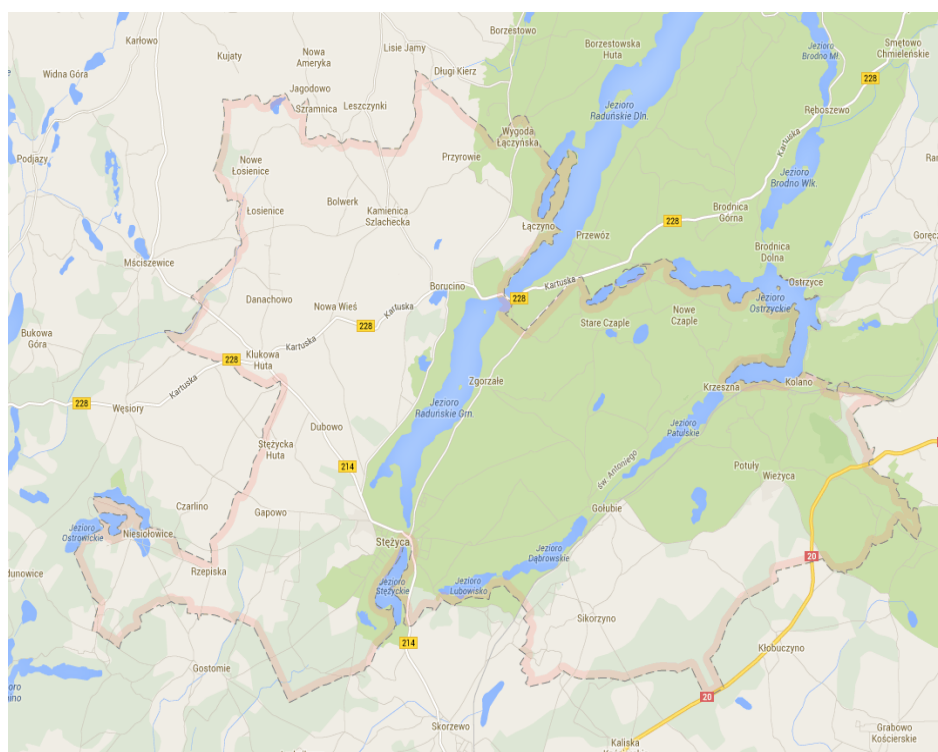 Karłowo
Lisie Jamy
Borzestowo
Smętowo
Chmieleńskie
Jezioro
Brodno Mł.
Borzestowska
Huta
Kujaty
Nowa
Ameryka
Długi Kierz
Widna Góra
228
Jagodowo
Szramnica
Leszczynki
Jezioro
Raduńskie Dln.
Ręboszewo
Wygoda
Łączyńska
Kartuska
Podjazy
Nowe
Łosienice
Przyrowie
Jezioro
Brodno Wlk.
Bolwerk
Łosienice
Kamienica
Szlachecka
Brodnica
Górna
228
Łączyno
Przewóz
Brodnica
Dolna
Mściszewice
Borucino
Kartuska
Ostrzyce
Danachowo
Nowa Wieś
Kartuska
228
Jezioro
Ostrzyckie
228
Stare Czaple
Nowe
Czaple
Bukowa
Góra
Kartuska
Klukowa
Huta
228
Kartuska
Zgorzałe
Krzeszna
Kolano
228
Węsiory
Jezioro
Raduńskie Grn.
Jezioro
Patulskie
Dubowo
Stężycka
Huta
214
św. Antoniego
Potuły
Wieżyca
Czarlino
Gapowo
Gołubie
Jezioro
Ostrowickie
Niesiołowice
Stężyca
Jezioro
Dąbrowskie
20
Rzepiska
Jezioro
Stężyckie
Jezioro
Lubowisko
Sikorzyno
214
Kłobuczyno
Gostomie
20
Skorzewo
Grabowo
Kościerskie
Kaliska